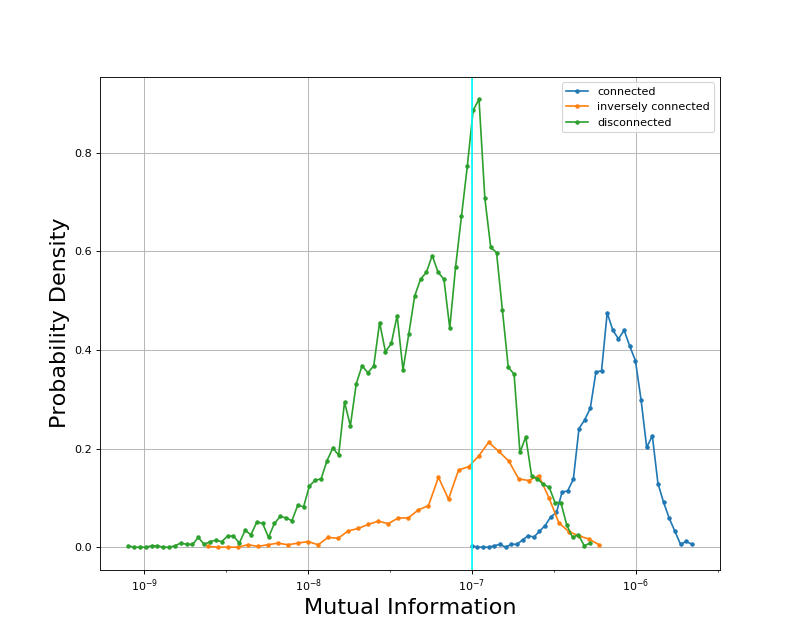 connected
inversely connected
disconnected
Probability Density
0.8
0.6
0.4
0.2
0.0
10⁻⁹
10⁻⁸
10⁻⁷
10⁻⁶
Mutual Information